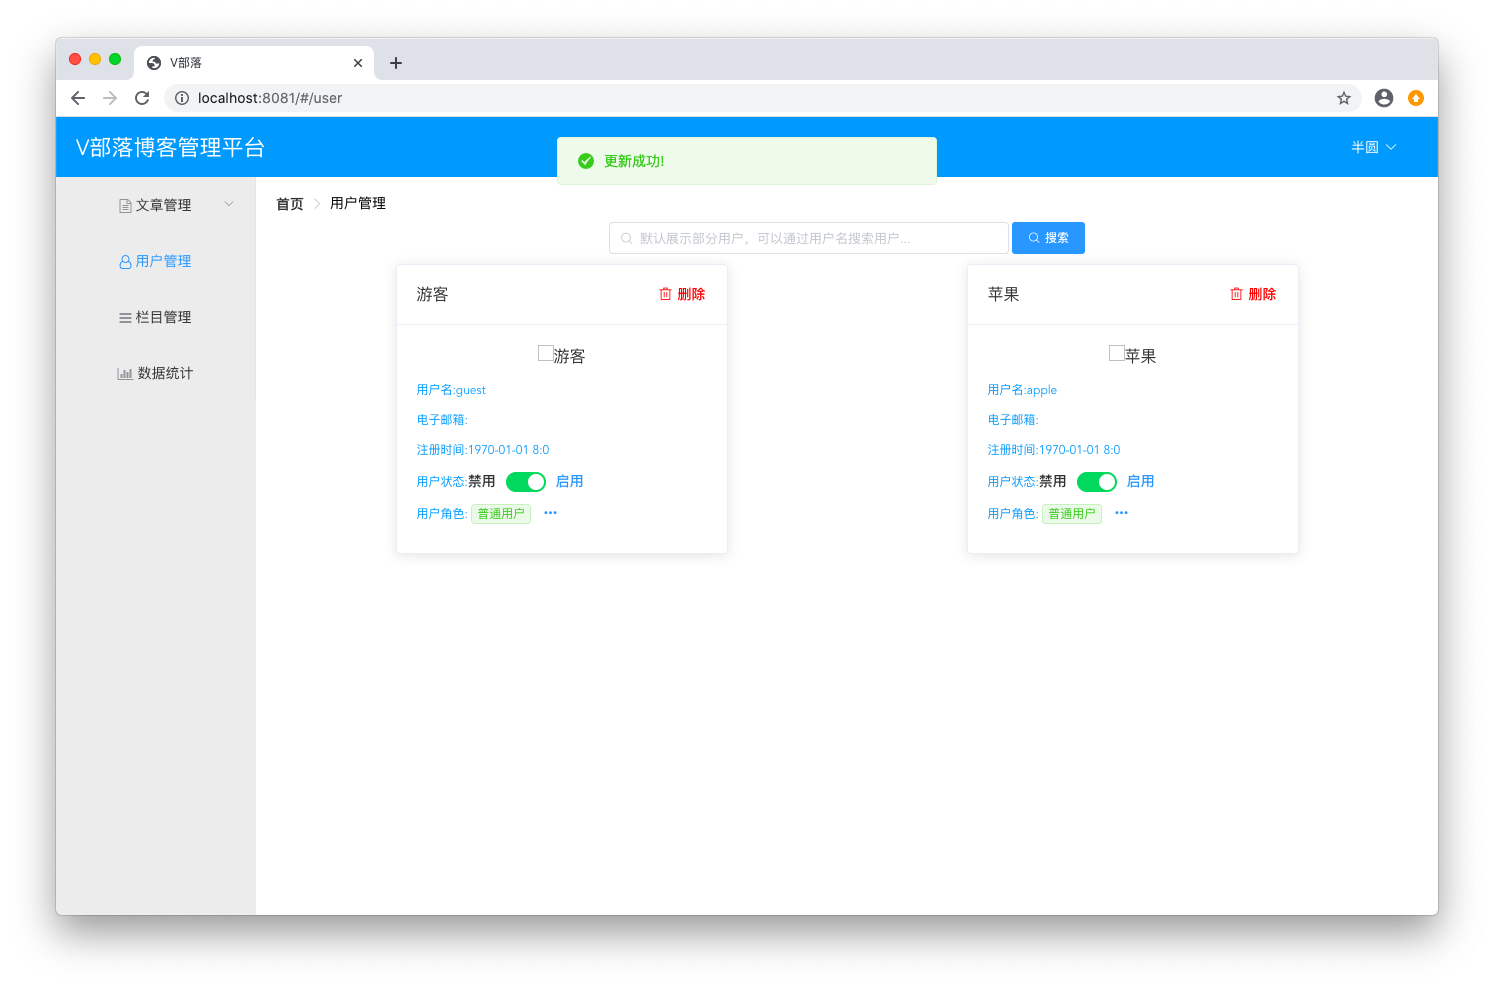 V部落
localhost:8081/#/user
V部落博客管理平台
更新成功!
半圆
文章管理
用户管理
栏目管理
数据统计
首页 用户管理
默认展示部分用户，可以通过用户名搜索用户...
搜索
游客 删除
游客
用户名:guest
电子邮箱:
注册时间:1970-01-01 8:0
用户状态:禁用 启用
用户角色: 普通用户 •••
苹果 删除
苹果
用户名:apple
电子邮箱:
注册时间:1970-01-01 8:0
用户状态:禁用 启用
用户角色: 普通用户 •••